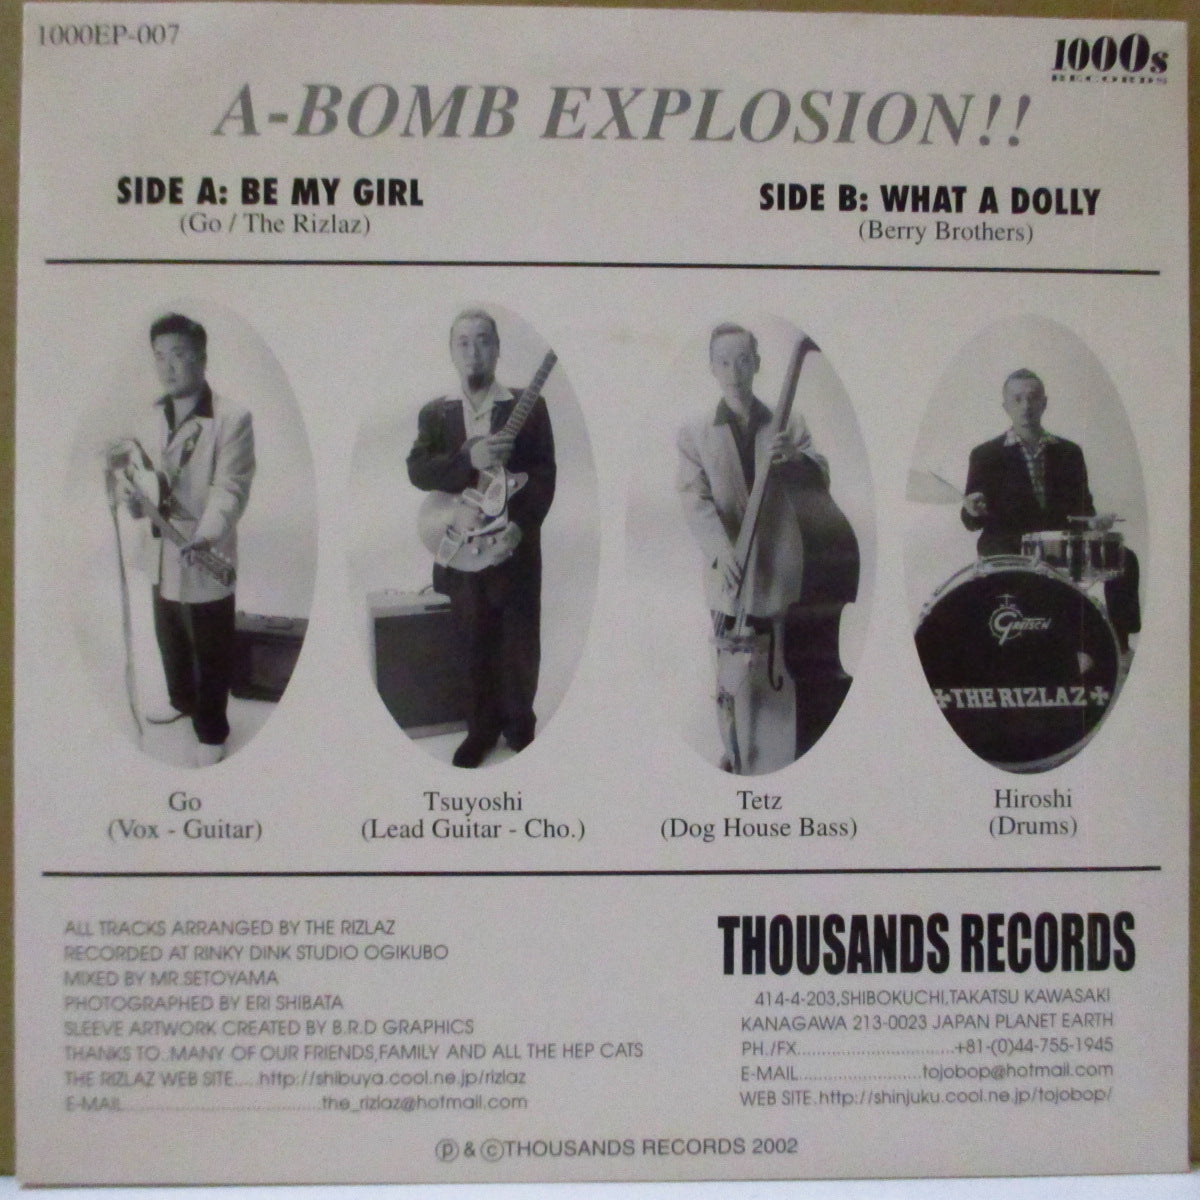 1000EP-007
1000s
RECORDS
A-BOMB EXPLOSION!!
SIDE A: BE MY GIRL
(Go / The Rizlaz)
SIDE B: WHAT A DOLLY
(Berry Brothers)
GRETSCH
THE RIZLAZ
Go
(Vox - Guitar)
Tsuyoshi
(Lead Guitar - Cho.)
Tetz
(Dog House Bass)
Hiroshi
(Drums)
ALL TRACKS ARRANGED BY THE RIZLAZ
RECORDED AT RINKY DINK STUDIO OGIKUBO
MIXED BY MR.SETOYAMA
PHOTOGRAPHED BY ERI SHIBATA
SLEEVE ARTWORK CREATED BY B.R.D GRAPHICS
THANKS TO..MANY OF OUR FRIENDS,FAMILY AND ALL THE HEP CATS
THE RIZLAZ WEB SITE.....http://shibuya.cool.ne.jp/rizlaz
E-MAIL......................................the_rizlaz@hotmail.com
THOUSANDS RECORDS
414-4-203,SHIBOKUCHI,TAKATSU KAWASAKI
KANAGAWA 213-0023 JAPAN PLANET EARTH
PH./FX..............................+81-(0)44-755-1945
E-MAIL........................tojobop@hotmail.com
WEB SITE.http://shinjuku.cool.ne.jp/tojobop/
Ⓟ & ©THOUSANDS RECORDS 2002